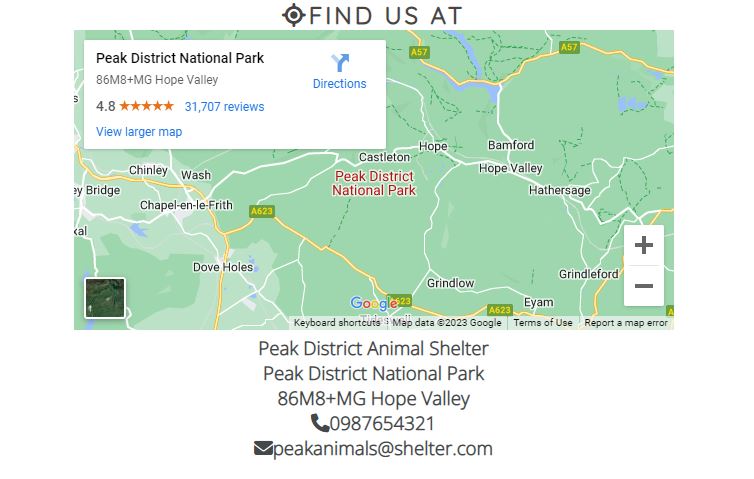 FIND US AT
Peak District National Park
86M8+MG Hope Valley
4.8 31,707 reviews
Directions
View larger map
A57
A57
Hope
Bamford
Castleton
Hope Valley
Chinley
Wash
Peak District
National Park
Hathersage
ey Bridge
Chapel-en-le-Frith
A623
xal
Dove Holes
Grindleford
Grindlow
Eyam
Google
A623
A623
Keyboard shortcuts Map data ©2023 Google Terms of Use Report a map error
Peak District Animal Shelter
Peak District National Park
86M8+MG Hope Valley
0987654321
peakanimals@shelter.com